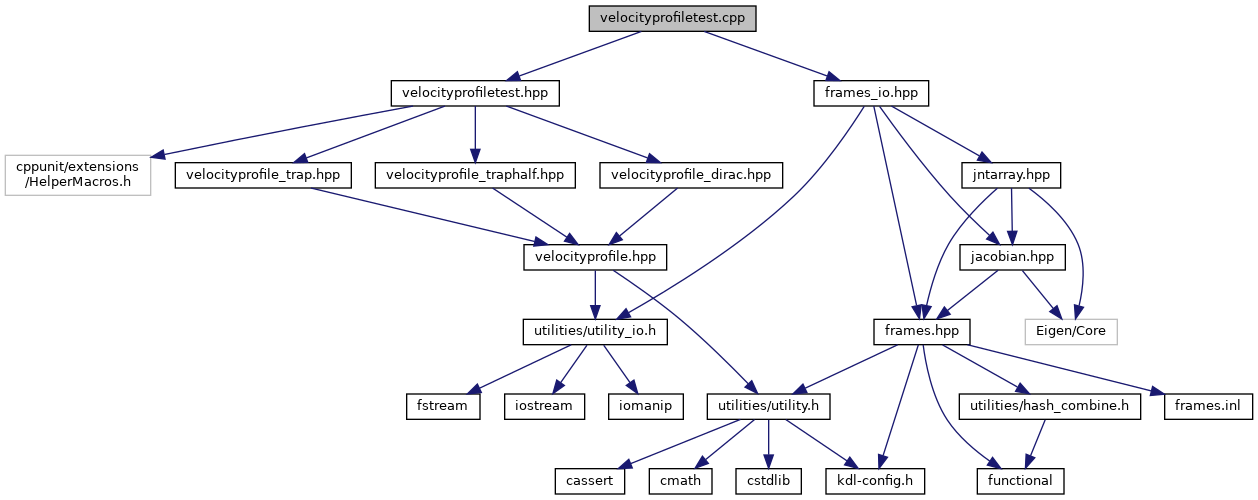 velocityprofiletest.cpp
velocityprofiletest.hpp
frames_io.hpp
cppunit/extensions
/HelperMacros.h
velocityprofile_trap.hpp
velocityprofile_traphalf.hpp
velocityprofile_dirac.hpp
jntarray.hpp
velocityprofile.hpp
jacobian.hpp
utilities/utility_io.h
frames.hpp
Eigen/Core
fstream
iostream
iomanip
utilities/utility.h
utilities/hash_combine.h
frames.inl
cassert
cmath
cstdlib
kdl-config.h
functional